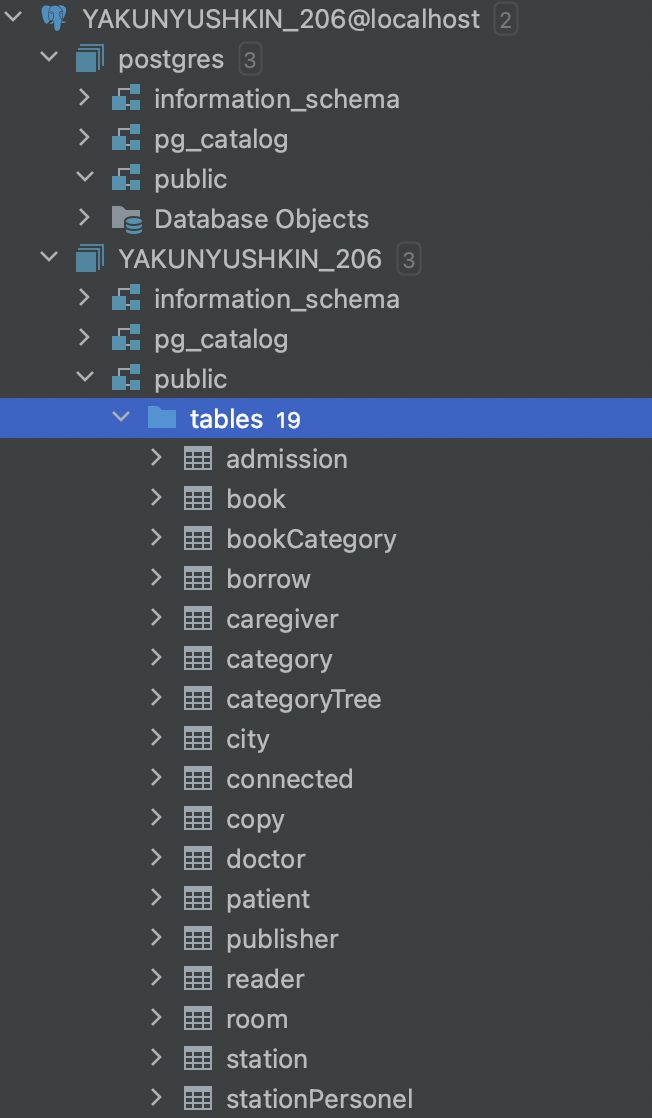 YAKUNYUSHKIN_206@localhost 2
postgres 3
information_schema
pg_catalog
public
Database Objects
YAKUNYUSHKIN_206 3
information_schema
pg_catalog
public
tables 19
admission
book
bookCategory
borrow
caregiver
category
categoryTree
city
connected
copy
doctor
patient
publisher
reader
room
station
stationPersonel